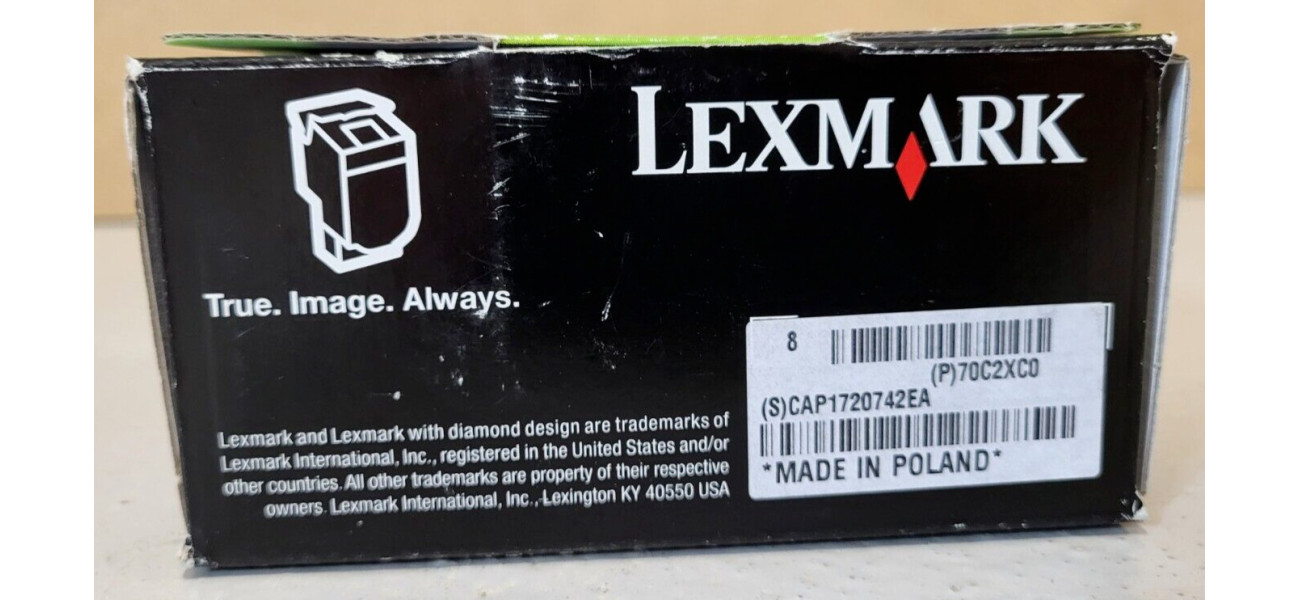 LEXMARK
True. Image. Always.
8
(P)70C2XC0
(S)CAP1720742EA
*MADE IN POLAND*
Lexmark and Lexmark with diamond design are trademarks of
Lexmark International, Inc., registered in the United States and/or
other countries. All other trademarks are property of their respective
owners. Lexmark International, Inc., Lexington KY 40550 USA